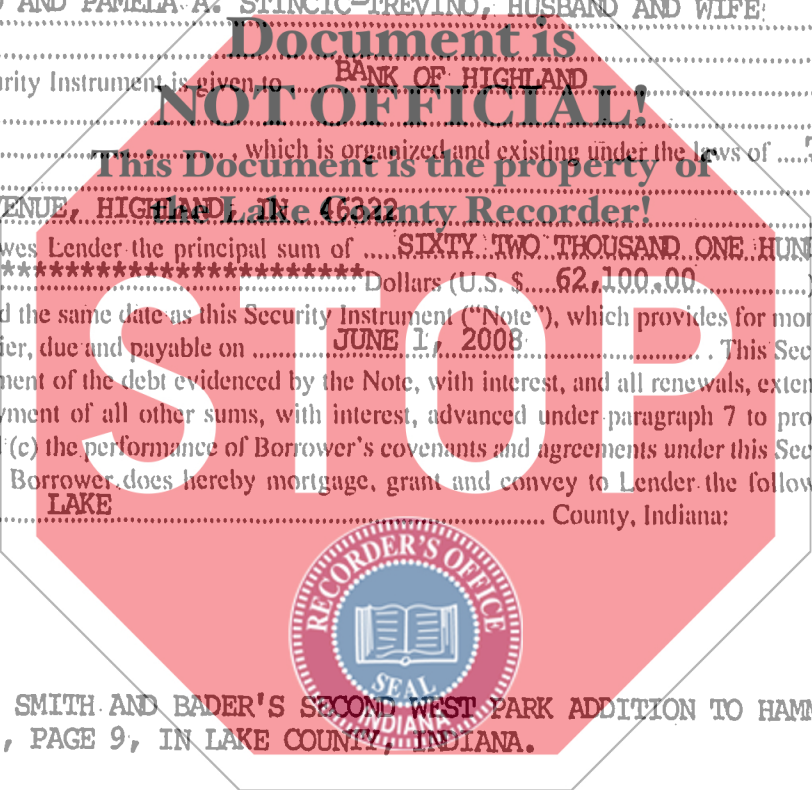 AND PAMELA A. STINCIC-TREVINO, HUSBAND AND WIFE
Document is
urity Instrument is given to BANK OF HIGHLAND
NOT OFFICIAL!
which is organized and existing under the laws of
This Document is the property of
ENUE, HIGHLAND, IN 46322
the Lake County Recorder!
wes Lender the principal sum of SIXTY TWO THOUSAND ONE HUN
********************** Dollars (U.S. $ 62,100.00
d the same date as this Security Instrument (“Note”), which provides for mon
ier, due and payable on JUNE 1, 2008 . This Sec
ment of the debt evidenced by the Note, with interest, and all renewals, exten
yment of all other sums, with interest, advanced under paragraph 7 to pro
(c) the performance of Borrower’s covenants and agreements under this Sec
Borrower does hereby mortgage, grant and convey to Lender the follow
STOP
LAKE County, Indiana:
RECORDER'S OFFICE
SEAL
INDIANA
SMITH AND BADER'S SECOND WEST PARK ADDITION TO HAMM
, PAGE 9, IN LAKE COUNTY, INDIANA.